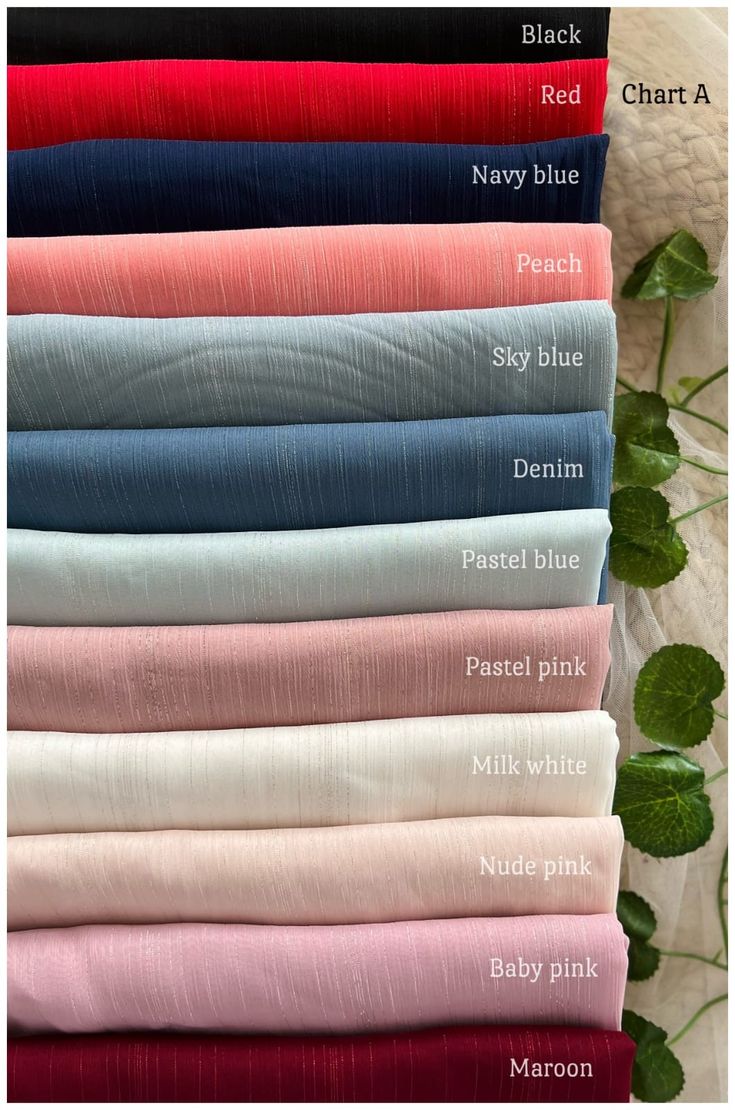 Black
Red
Chart A
Navy blue
Peach
Sky blue
Denim
Pastel blue
Pastel pink
Milk white
Nude pink
Baby pink
Maroon